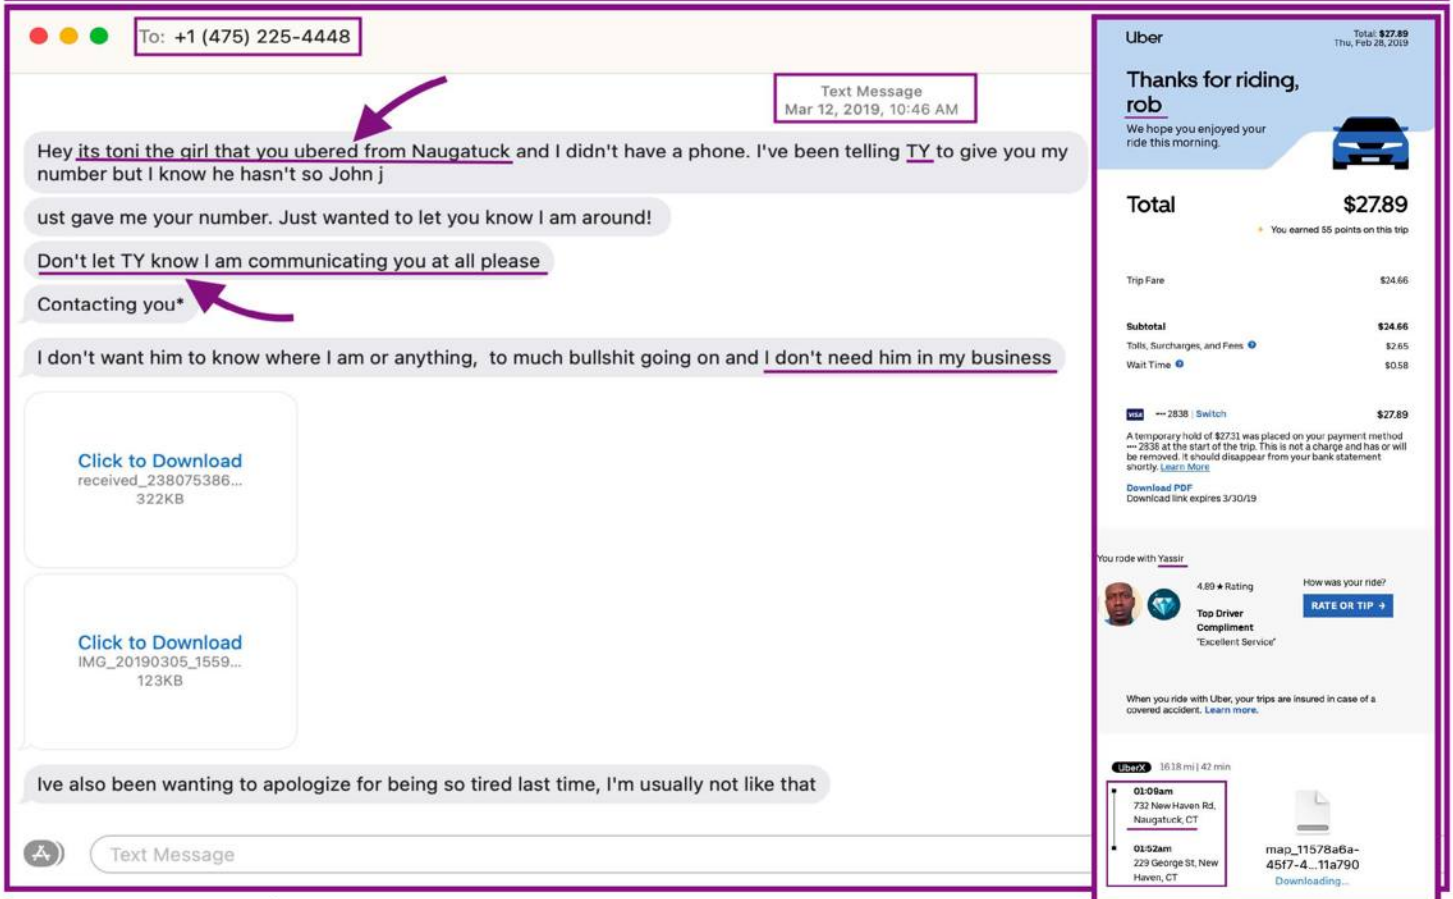 To: +1 (475) 225-4448
Text Message
Mar 12, 2019, 10:46 AM
Hey its toni the girl that you ubered from Naugatuck and I didn't have a phone. I've been telling TY to give you my
number but I know he hasn't so John j
ust gave me your number. Just wanted to let you know I am around!
Don't let TY know I am communicating you at all please
Contacting you*
I don't want him to know where I am or anything, to much bullshit going on and I don't need him in my business
Click to Download
received_238075386...
322KB
Click to Download
IMG_20190305_1559...
123KB
Ive also been wanting to apologize for being so tired last time, I'm usually not like that
Text Message
Uber
Total: $27.89
Thu, Feb 28, 2019
Thanks for riding,
rob
We hope you enjoyed your
ride this morning.
Total $27.89
You earned 55 points on this trip
Trip Fare $24.66
Subtotal $24.66
Tolls, Surcharges, and Fees $2.65
Wait Time $0.58
VISA •••• 2838 | Switch $27.89
A temporary hold of $27.31 was placed on your payment method
•••• 2838 at the start of the trip. This is not a charge and has or will
be removed. It should disappear from your bank statement
shortly. Learn More
Download PDF
Download link expires 3/30/19
You rode with Yassir
4.89 ★ Rating
Top Driver
Compliment
"Excellent Service"
How was your ride?
RATE OR TIP →
When you ride with Uber, your trips are insured in case of a
covered accident. Learn more.
UberX 16.18 mi | 42 min
01:09am
732 New Haven Rd,
Naugatuck, CT
01:52am
229 George St, New
Haven, CT
map_11578a6a-
45f7-4...11a790
Downloading...